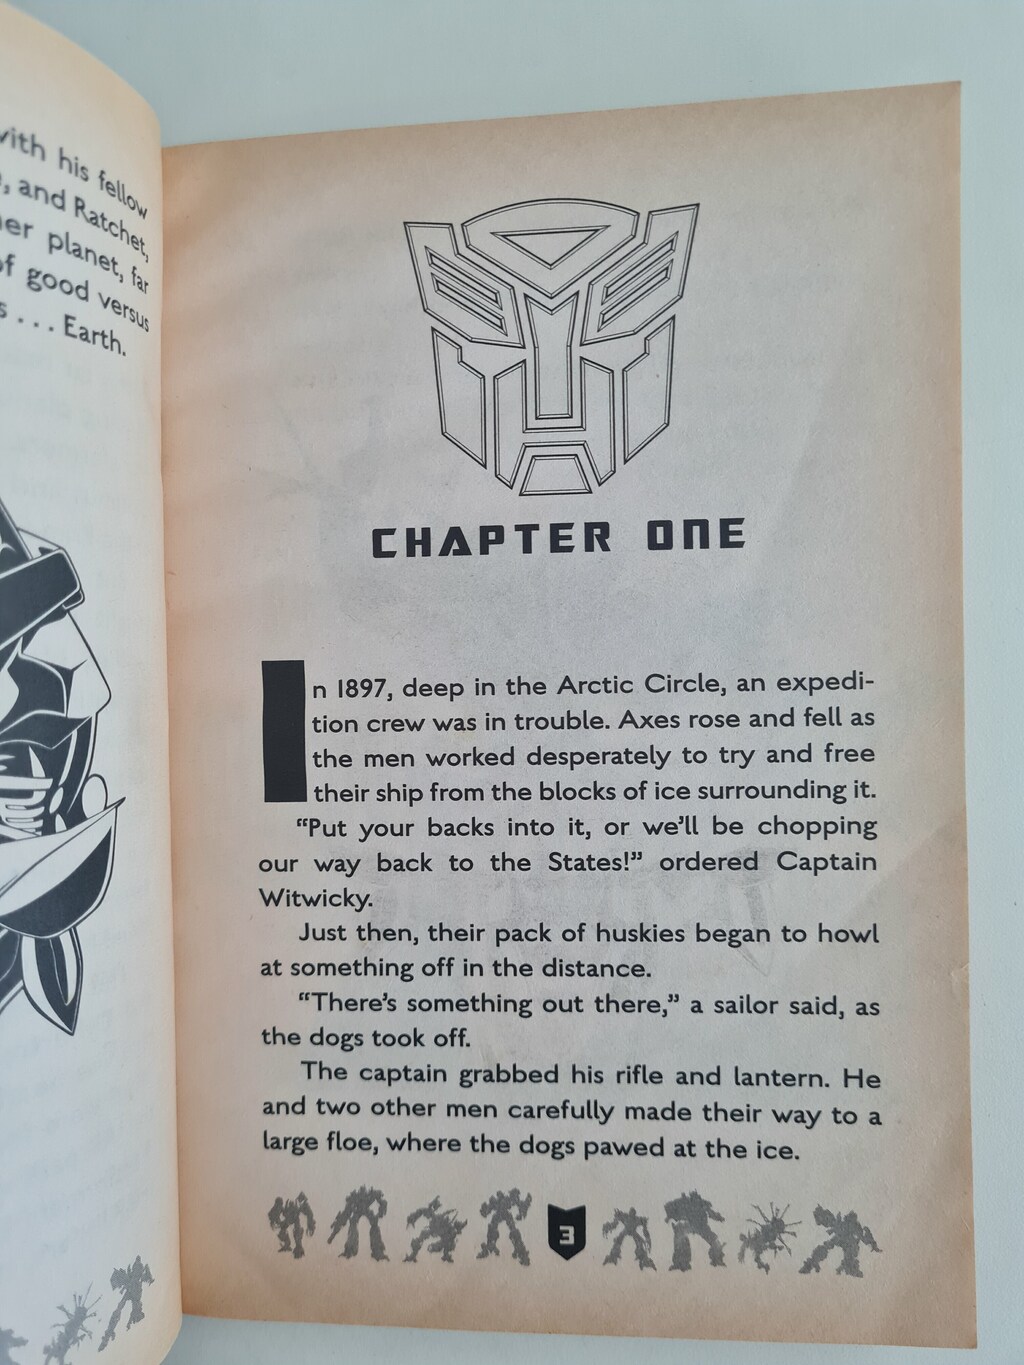 with his fellow
, and Ratchet,
her planet, far
of good versus
s . . . Earth.
CHAPTER ONE
In 1897, deep in the Arctic Circle, an expedi-
tion crew was in trouble. Axes rose and fell as
the men worked desperately to try and free
their ship from the blocks of ice surrounding it.
“Put your backs into it, or we’ll be chopping
our way back to the States!” ordered Captain
Witwicky.
Just then, their pack of huskies began to howl
at something off in the distance.
“There’s something out there,” a sailor said, as
the dogs took off.
The captain grabbed his rifle and lantern. He
and two other men carefully made their way to a
large floe, where the dogs pawed at the ice.
3